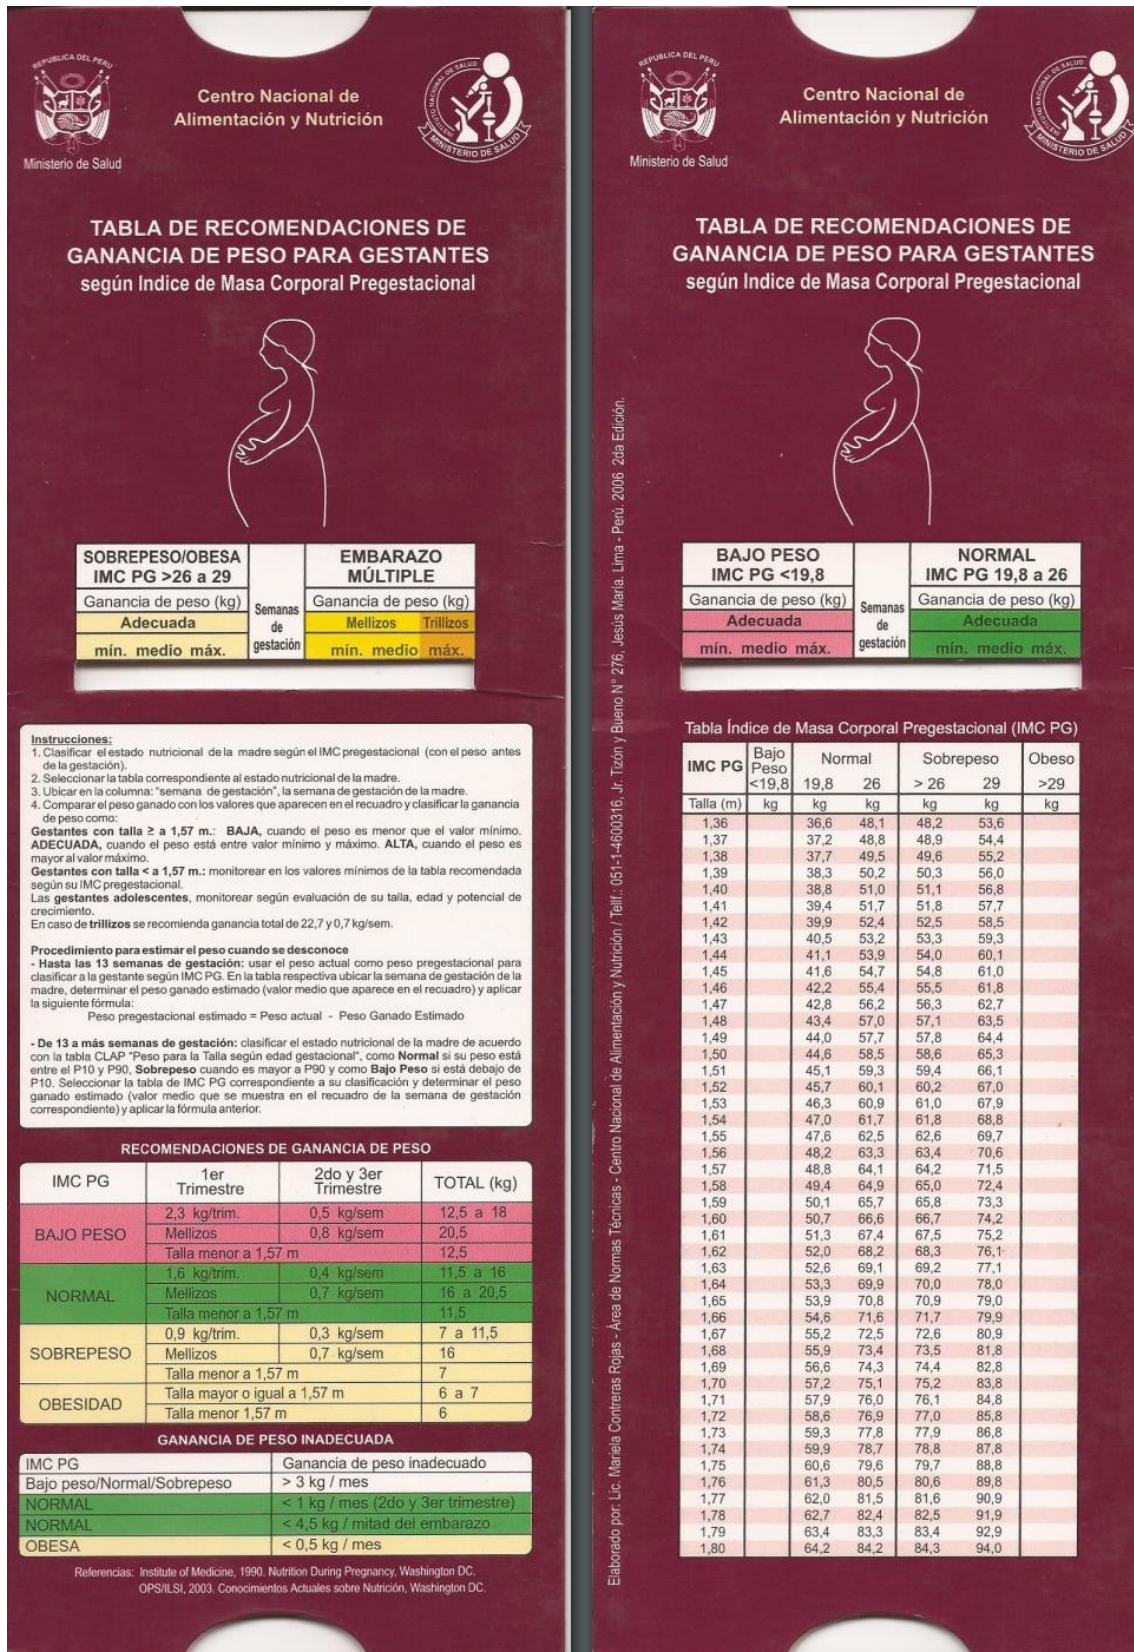 REPUBLICA DEL PERU
Ministerio de Salud
Centro Nacional de
Alimentación y Nutrición
INSTITUTO NACIONAL DE SALUD
MINISTERIO DE SALUD
TABLA DE RECOMENDACIONES DE
GANANCIA DE PESO PARA GESTANTES
según Indice de Masa Corporal Pregestacional
SOBREPESO/OBESA
IMC PG >26 a 29
Ganancia de peso (kg)
Adecuada
mín. medio máx.
Semanas
de
gestación
EMBARAZO
MÚLTIPLE
Ganancia de peso (kg)
Mellizos Trillizos
mín. medio máx.
Instrucciones:
1. Clasificar el estado nutricional de la madre según el IMC pregestacional (con el peso antes
de la gestación).
2. Seleccionar la tabla correspondiente al estado nutricional de la madre.
3. Ubicar en la columna: "semana de gestación", la semana de gestación de la madre.
4. Comparar el peso ganado con los valores que aparecen en el recuadro y clasificar la ganancia
de peso como:
Gestantes con talla ≥ a 1,57 m.: BAJA, cuando el peso es menor que el valor mínimo.
ADECUADA, cuando el peso está entre valor mínimo y máximo. ALTA, cuando el peso es
mayor al valor máximo.
Gestantes con talla < a 1,57 m.: monitorear en los valores mínimos de la tabla recomendada
según su IMC pregestacional.
Las gestantes adolescentes, monitorear según evaluación de su talla, edad y potencial de
crecimiento.
En caso de trillizos se recomienda ganancia total de 22,7 y 0,7 kg/sem.
Procedimiento para estimar el peso cuando se desconoce
- Hasta las 13 semanas de gestación: usar el peso actual como peso pregestacional para
clasificar a la gestante según IMC PG. En la tabla respectiva ubicar la semana de gestación de la
madre, determinar el peso ganado estimado (valor medio que aparece en el recuadro) y aplicar
la siguiente fórmula:
Peso pregestacional estimado = Peso actual - Peso Ganado Estimado
- De 13 a más semanas de gestación: clasificar el estado nutricional de la madre de acuerdo
con la tabla CLAP "Peso para la Talla según edad gestacional", como Normal si su peso está
entre el P10 y P90, Sobrepeso cuando es mayor a P90 y como Bajo Peso si está debajo de
P10. Seleccionar la tabla de IMC PG correspondiente a su clasificación y determinar el peso
ganado estimado (valor medio que se muestra en el recuadro de la semana de gestación
correspondiente) y aplicar la fórmula anterior.
RECOMENDACIONES DE GANANCIA DE PESO
IMC PG 1er Trimestre 2do y 3er Trimestre TOTAL (kg)
BAJO PESO 2,3 kg/trim. 0,5 kg/sem 12,5 a 18
Mellizos 0,8 kg/sem 20,5
Talla menor a 1,57 m 12,5
NORMAL 1,6 kg/trim. 0,4 kg/sem 11,5 a 16
Mellizos 0,7 kg/sem 16 a 20,5
Talla menor a 1,57 m 11,5
SOBREPESO 0,9 kg/trim. 0,3 kg/sem 7 a 11,5
Mellizos 0,7 kg/sem 16
Talla menor a 1,57 m 7
OBESIDAD Talla mayor o igual a 1,57 m 6 a 7
Talla menor 1,57 m 6
GANANCIA DE PESO INADECUADA
IMC PG Ganancia de peso inadecuado
Bajo peso/Normal/Sobrepeso > 3 kg / mes
NORMAL < 1 kg / mes (2do y 3er trimestre)
NORMAL < 4,5 kg / mitad del embarazo
OBESA < 0,5 kg / mes
Referencias: Institute of Medicine, 1990. Nutrition During Pregnancy, Washington DC.
OPS/ILSI, 2003. Conocimientos Actuales sobre Nutrición, Washington DC.
REPUBLICA DEL PERU
Ministerio de Salud
Centro Nacional de
Alimentación y Nutrición
INSTITUTO NACIONAL DE SALUD
MINISTERIO DE SALUD
TABLA DE RECOMENDACIONES DE
GANANCIA DE PESO PARA GESTANTES
según Indice de Masa Corporal Pregestacional
BAJO PESO
IMC PG <19,8
Ganancia de peso (kg)
Adecuada
mín. medio máx.
Semanas
de
gestación
NORMAL
IMC PG 19,8 a 26
Ganancia de peso (kg)
Adecuada
mín. medio máx.
Tabla Índice de Masa Corporal Pregestacional (IMC PG)
IMC PG Bajo Peso <19,8 Normal 19,8 26 Sobrepeso > 26 29 Obeso >29
Talla (m) kg kg kg kg kg kg
1,36 36,6 48,1 48,2 53,6
1,37 37,2 48,8 48,9 54,4
1,38 37,7 49,5 49,6 55,2
1,39 38,3 50,2 50,3 56,0
1,40 38,8 51,0 51,1 56,8
1,41 39,4 51,7 51,8 57,7
1,42 39,9 52,4 52,5 58,5
1,43 40,5 53,2 53,3 59,3
1,44 41,1 53,9 54,0 60,1
1,45 41,6 54,7 54,8 61,0
1,46 42,2 55,4 55,5 61,8
1,47 42,8 56,2 56,3 62,7
1,48 43,4 57,0 57,1 63,5
1,49 44,0 57,7 57,8 64,4
1,50 44,6 58,5 58,6 65,3
1,51 45,1 59,3 59,4 66,1
1,52 45,7 60,1 60,2 67,0
1,53 46,3 60,9 61,0 67,9
1,54 47,0 61,7 61,8 68,8
1,55 47,6 62,5 62,6 69,7
1,56 48,2 63,3 63,4 70,6
1,57 48,8 64,1 64,2 71,5
1,58 49,4 64,9 65,0 72,4
1,59 50,1 65,7 65,8 73,3
1,60 50,7 66,6 66,7 74,2
1,61 51,3 67,4 67,5 75,2
1,62 52,0 68,2 68,3 76,1
1,63 52,6 69,1 69,2 77,1
1,64 53,3 69,9 70,0 78,0
1,65 53,9 70,8 70,9 79,0
1,66 54,6 71,6 71,7 79,9
1,67 55,2 72,5 72,6 80,9
1,68 55,9 73,4 73,5 81,8
1,69 56,6 74,3 74,4 82,8
1,70 57,2 75,1 75,2 83,8
1,71 57,9 76,0 76,1 84,8
1,72 58,6 76,9 77,0 85,8
1,73 59,3 77,8 77,9 86,8
1,74 59,9 78,7 78,8 87,8
1,75 60,6 79,6 79,7 88,8
1,76 61,3 80,5 80,6 89,8
1,77 62,0 81,5 81,6 90,9
1,78 62,7 82,4 82,5 91,9
1,79 63,4 83,3 83,4 92,9
1,80 64,2 84,2 84,3 94,0
Elaborado por: Lic. Mariela Contreras Rojas - Área de Normas Técnicas - Centro Nacional de Alimentación y Nutrición / Tellf.: 051-1-4600316, Jr. Tizón y Bueno N° 276, Jesús María. Lima - Perú. 2006 2da Edición.